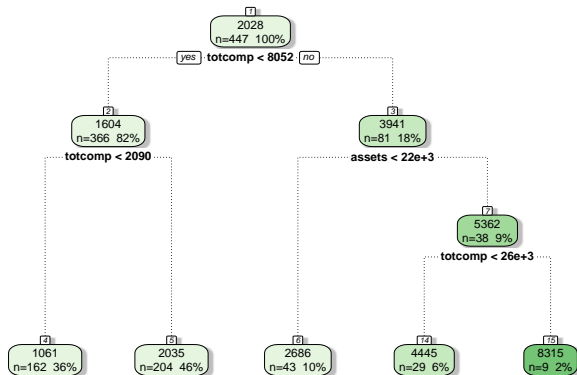 1
2028
n=447 100%
yes totcomp < 8052 no
2
1604
n=366 82%
totcomp < 2090
3
3941
n=81 18%
assets < 22e+3
7
5362
n=38 9%
totcomp < 26e+3
4
1061
n=162 36%
5
2035
n=204 46%
6
2686
n=43 10%
14
4445
n=29 6%
15
8315
n=9 2%